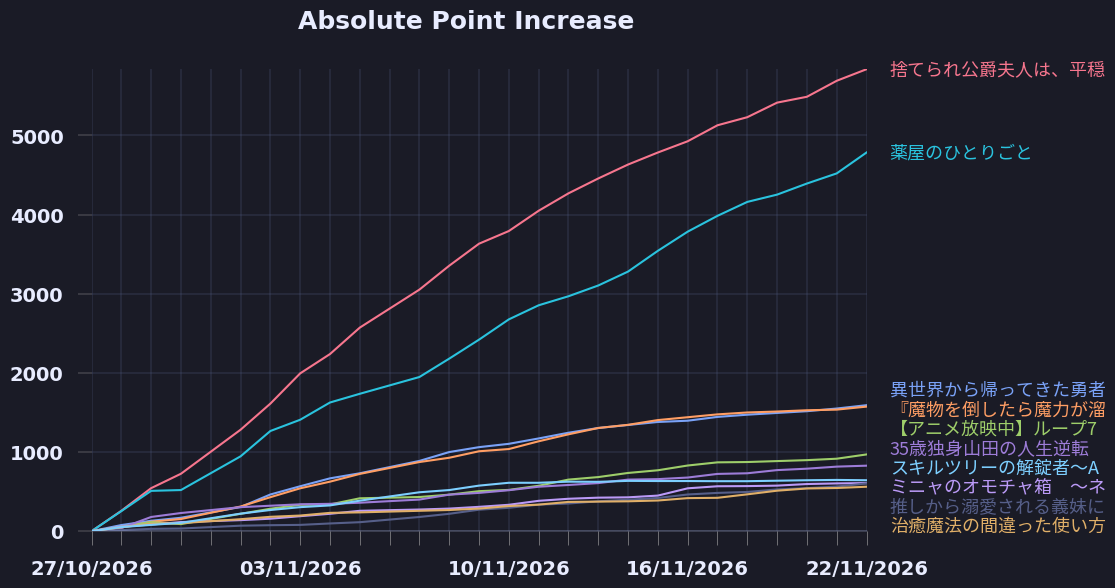 Absolute Point Increase
捨てられ公爵夫人は、平穏
5000
薬屋のひとりごと
4000
3000
2000
異世界から帰ってきた勇者
『魔物を倒したら魔力が溜
【アニメ放映中】ループ7
1000
35歳独身山田の人生逆転
スキルツリーの解錠者～A
ミニャのオモチャ箱　～ネ
推しから溺愛される義妹に
治癒魔法の間違った使い方
0
27/10/2026
03/11/2026
10/11/2026
16/11/2026
22/11/2026